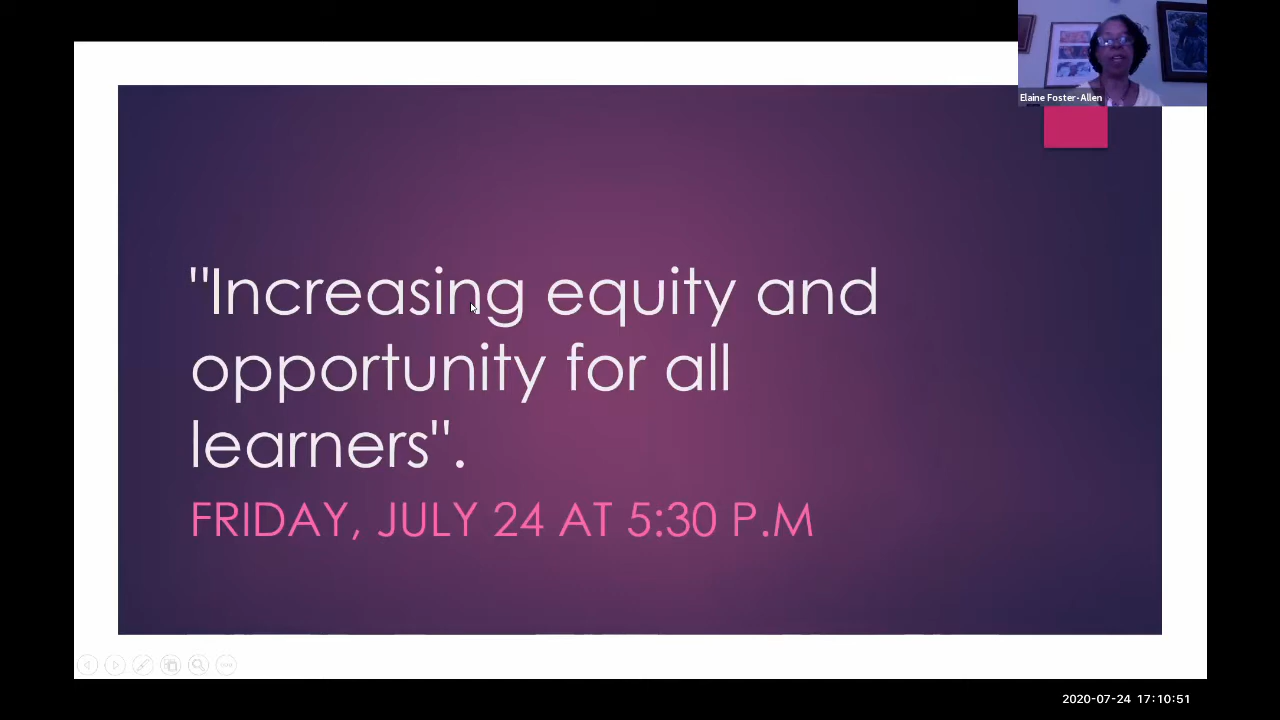 Elaine Foster-Allen
"Increasing equity and
opportunity for all
learners".
FRIDAY, JULY 24 AT 5:30 P.M
2020-07-24 17:10:51